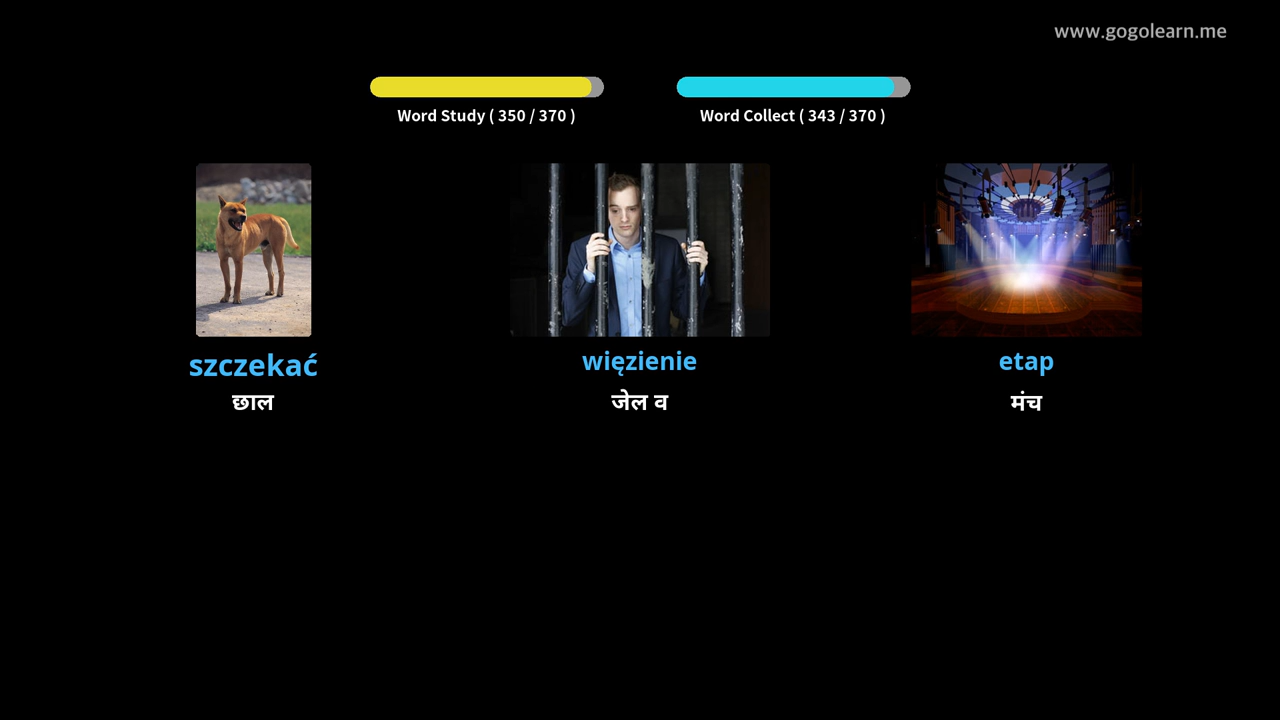 www.gogolearn.me
Word Study ( 350 / 370 )
Word Collect ( 343 / 370 )
szczekać
więzienie
etap
छाल
जेल व
मंच